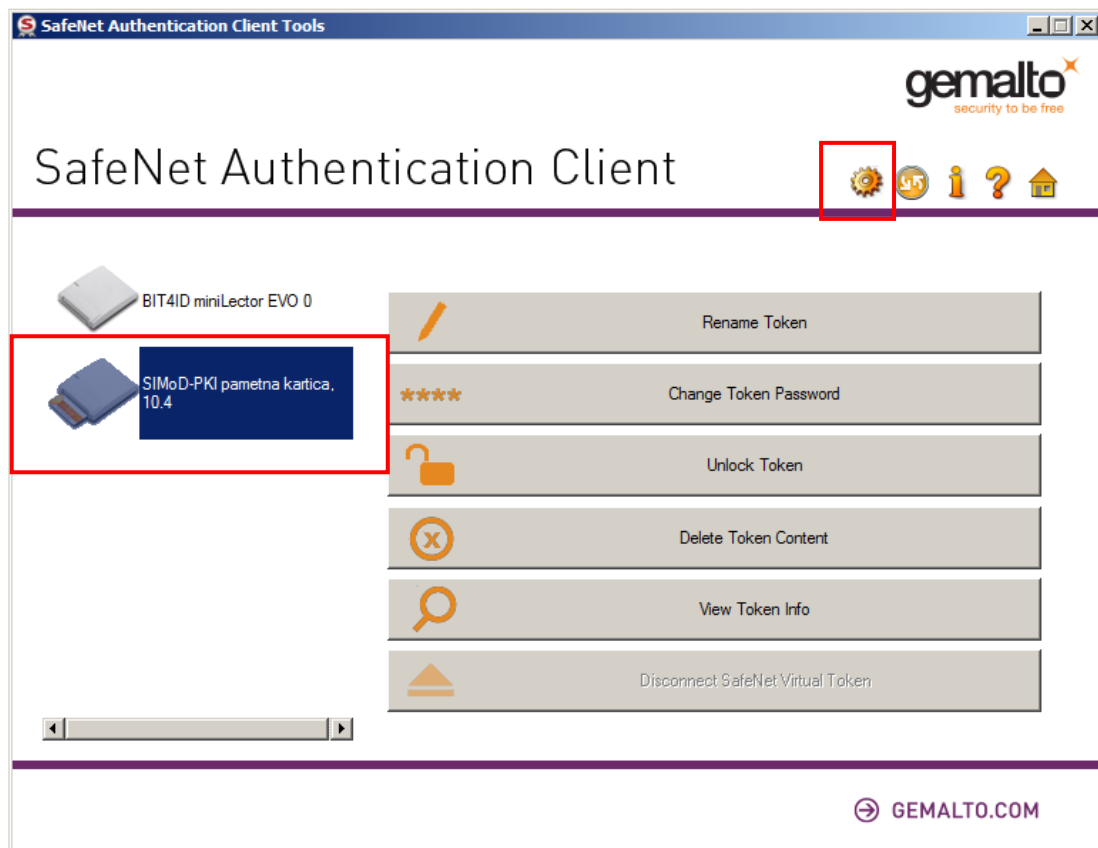 SafeNet Authentication Client Tools
gemalto
security to be free
SafeNet Authentication Client
BIT4ID miniLector EVO 0
SIMoD-PKI pametna kartica,
10.4
Rename Token
****
Change Token Password
Unlock Token
Delete Token Content
View Token Info
Disconnect SafeNet Virtual Token
GEMALTO.COM